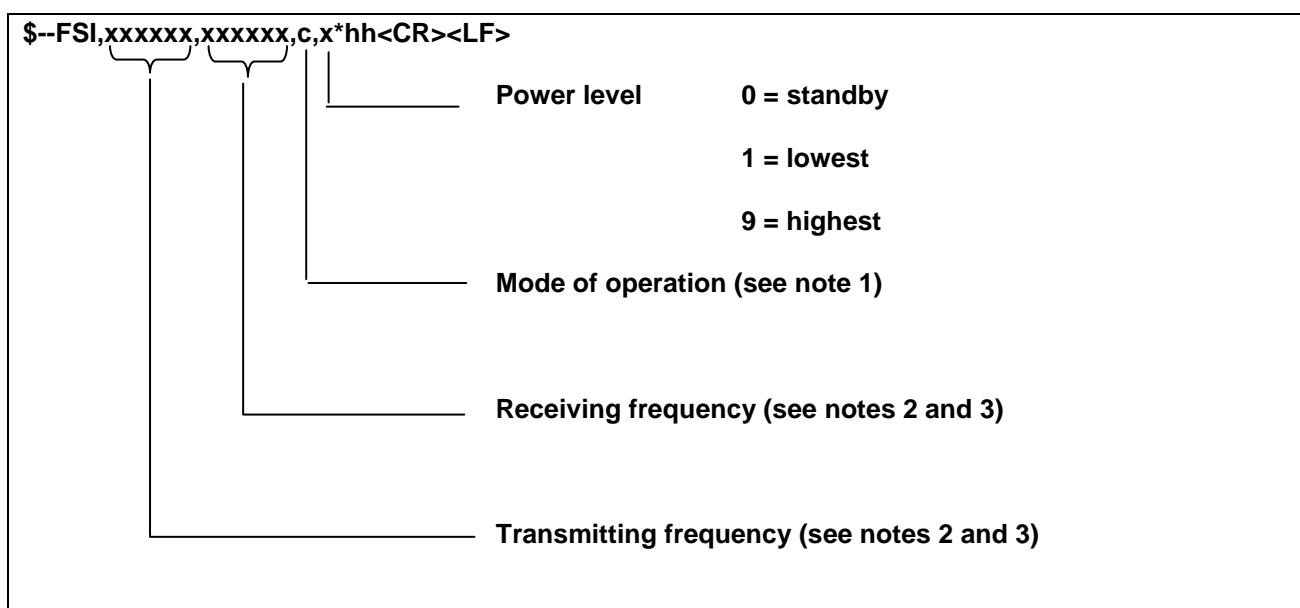 $--FSI,xxxxxx,xxxxxx,c,x*hh<CR><LF>
Power level 0 = standby
1 = lowest
9 = highest
Mode of operation (see note 1)
Receiving frequency (see notes 2 and 3)
Transmitting frequency (see notes 2 and 3)